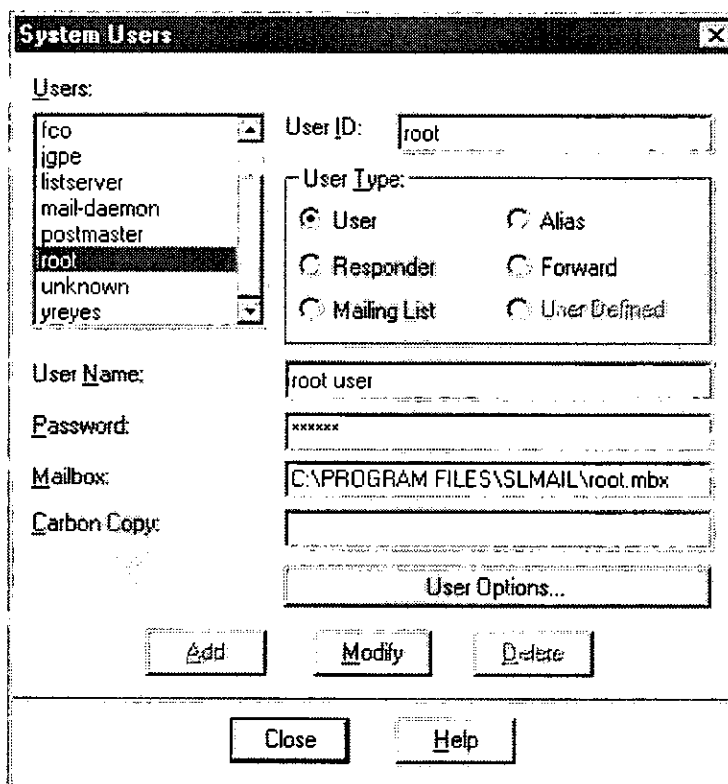 System Users
Users:
fco
jgpe
listserver
mail-daemon
postmaster
root
unknown
yreyes
User ID:
root
User Type:
User
Alias
Responder
Forward
Mailing List
User Defined
User Name:
root user
Password:
xxxxxx
Mailbox:
C:\PROGRAM FILES\SLMAIL\root.mbx
Carbon Copy:
User Options...
Add
Modify
Delete
Close
Help